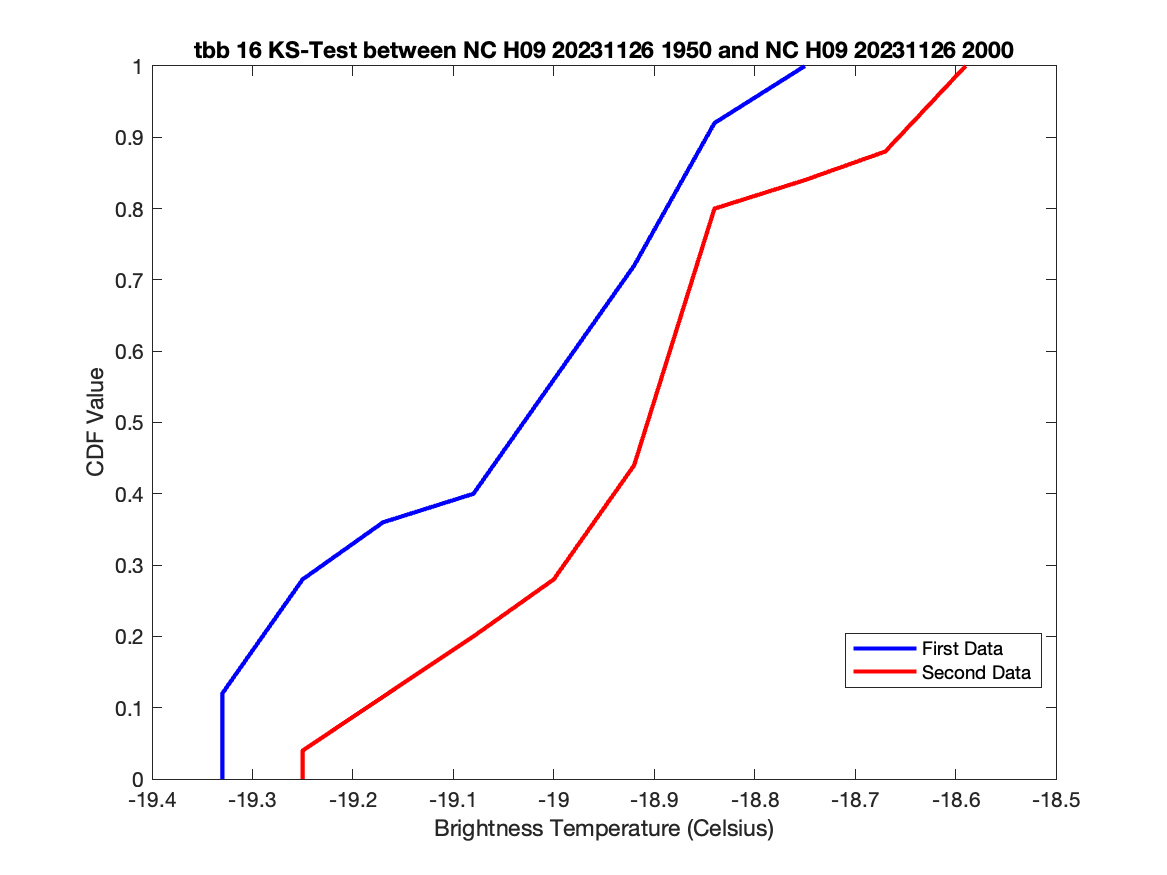 tbb 16 KS-Test between NC H09 20231126 1950 and NC H09 20231126 2000
1
0.9
0.8
0.7
0.6
0.5
0.4
0.3
0.2
0.1
0
CDF Value
First Data
Second Data
-19.4 -19.3 -19.2 -19.1 -19 -18.9 -18.8 -18.7 -18.6 -18.5
Brightness Temperature (Celsius)